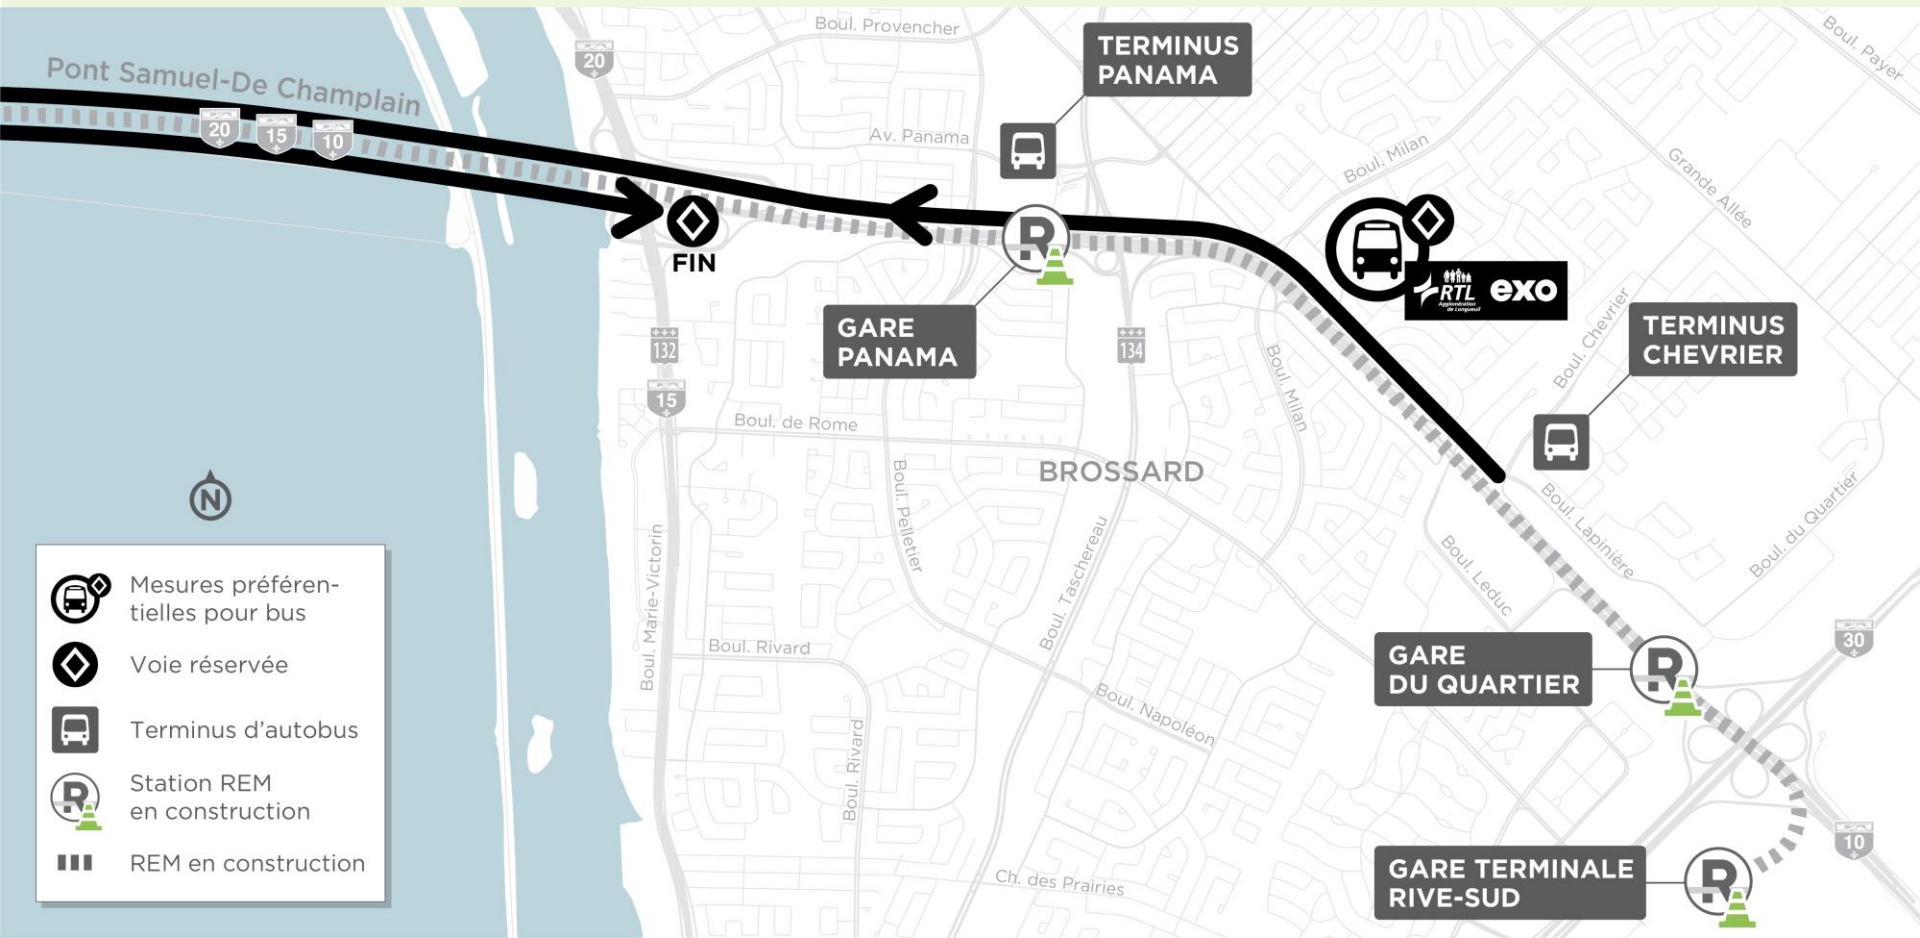 Boul. Provencher
Boul. Payer
TERMINUS
PANAMA
20
Pont Samuel-De Champlain
20
15
10
Av. Panama
Boul. Milan
Grande Allée
FIN
RTL
Agglomération
de Longueuil
exo
GARE
PANAMA
132
134
15
Boul. Milan
Boul. Chevrier
TERMINUS
CHEVRIER
Boul. de Rome
BROSSARD
Boul. Pelletier
Boul. Lapinière
Boul. du Quartier
Boul. Leduc
Boul. Marie-Victorin
Boul. Taschereau
N
Mesures préféren-
tielles pour bus
Voie réservée
Terminus d'autobus
Station REM
en construction
REM en construction
Boul. Rivard
Boul. Rivard
Boul. Napoléon
GARE
DU QUARTIER
R
R
R
R
30
10
GARE TERMINALE
RIVE-SUD
Ch. des Prairies